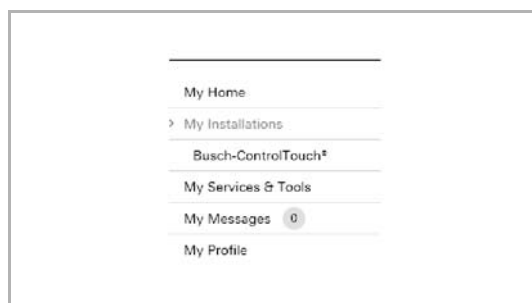 My Home
> My Installations
Busch-ControlTouch®
My Services & Tools
My Messages 0
My Profile